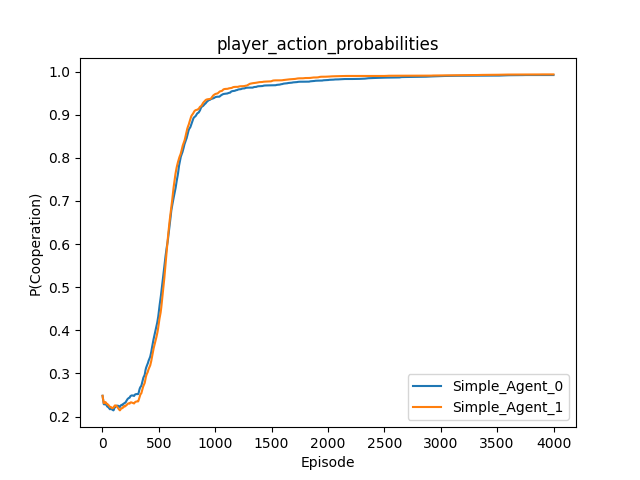 player_action_probabilities
1.0
0.9
0.8
0.7
0.6
0.5
0.4
0.3
0.2
P(Cooperation)
Simple_Agent_0
Simple_Agent_1
0 500 1000 1500 2000 2500 3000 3500 4000
Episode